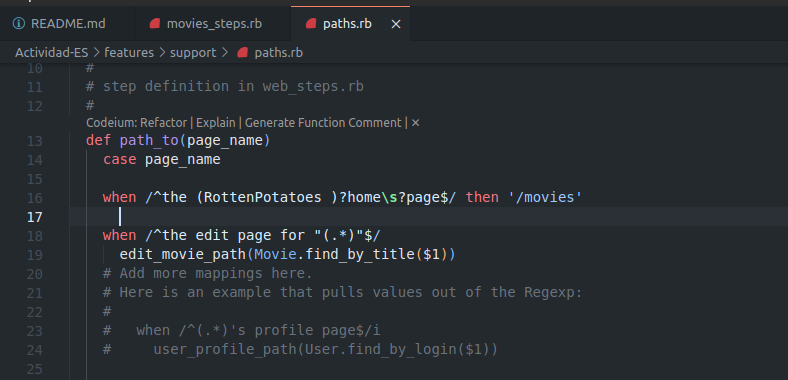 README.md movies_steps.rb paths.rb
Actividad-ES > features > support > paths.rb
10 #
11 # step definition in web_steps.rb
12 #
Codeium: Refactor | Explain | Generate Function Comment | ×
13 def path_to(page_name)
14 case page_name
15
16 when /^the (RottenPotatoes )?home\s?page$/ then '/movies'
17
18 when /^the edit page for "(.*)"$/
19 edit_movie_path(Movie.find_by_title($1))
20 # Add more mappings here.
21 # Here is an example that pulls values out of the Regexp:
22 #
23 #   when /^(.*)'s profile page$/i
24 #     user_profile_path(User.find_by_login($1))
25